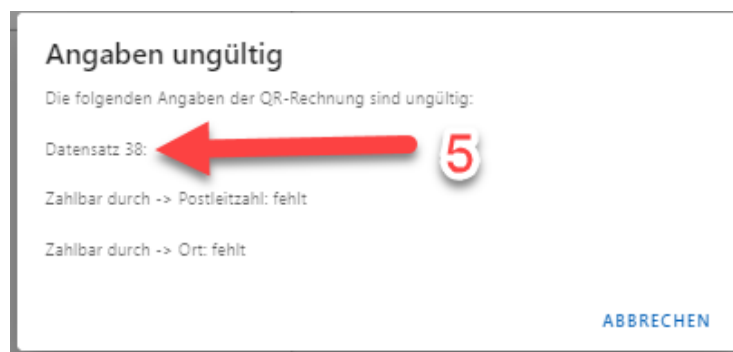 Angaben ungültig
Die folgenden Angaben der QR-Rechnung sind ungültig:
Datensatz 38:
5
Zahlbar durch -> Postleitzahl: fehlt
Zahlbar durch -> Ort: fehlt
ABBRECHEN